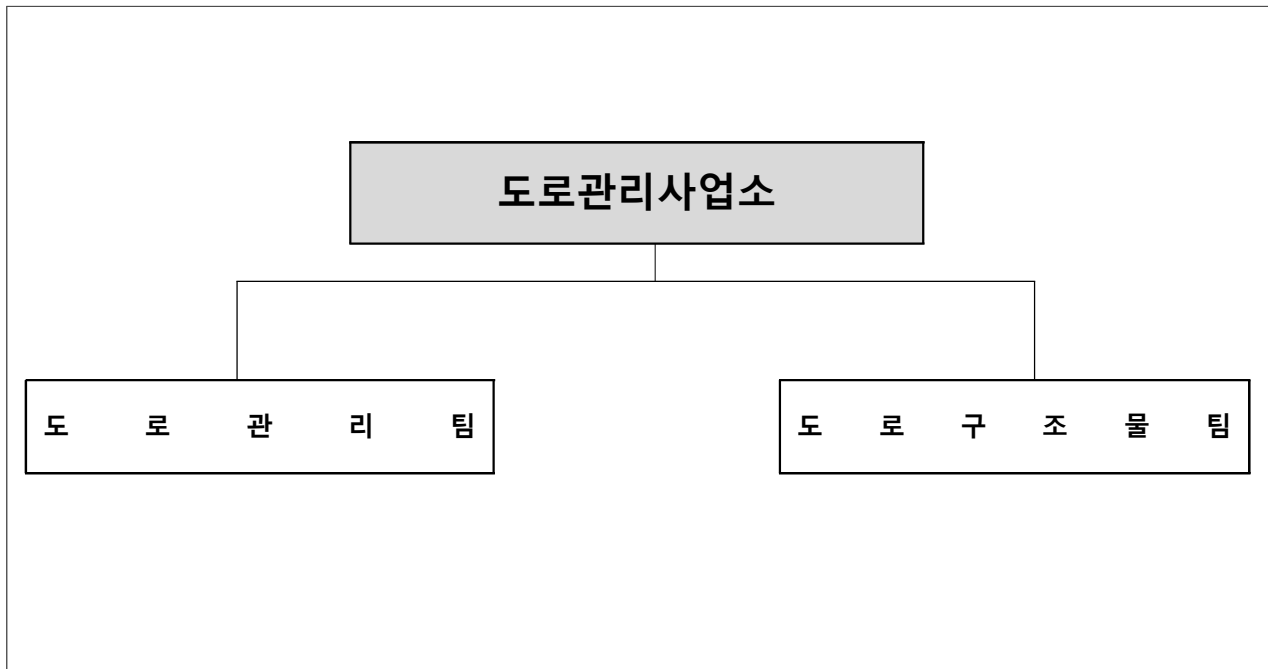 도로관리사업소
도 로 관 리 팀
도 로 구 조 물 팀